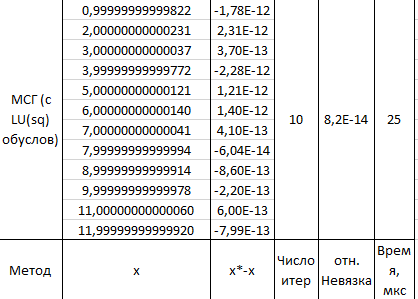 0,99999999999822 -1,78E-12
2,00000000000231 2,31E-12
3,00000000000037 3,70E-13
3,99999999999772 -2,28E-12
МСГ (с LU(sq) обуслов) 5,00000000000121 1,21E-12
6,00000000000140 1,40E-12 10 8,2E-14 25
7,00000000000041 4,10E-13
7,99999999999994 -6,04E-14
8,99999999999914 -8,60E-13
9,99999999999978 -2,20E-13
11,00000000000060 6,00E-13
11,99999999999920 -7,99E-13
Метод x x*-x Число итер отн. Невязка Время, мкс